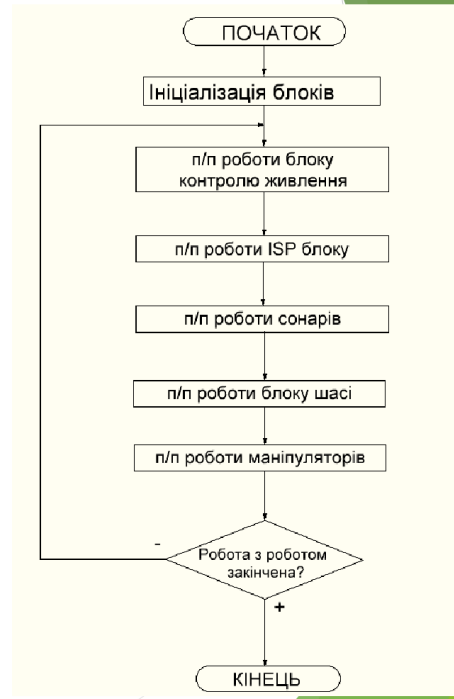 ПОЧАТОК
Ініціалізація блоків
п/п роботи блоку
контролю живлення
п/п роботи ISP блоку
п/п роботи сонарів
п/п роботи блоку шасі
п/п роботи маніпуляторів
-
Робота з роботом
закінчена?
+
КІНЕЦЬ